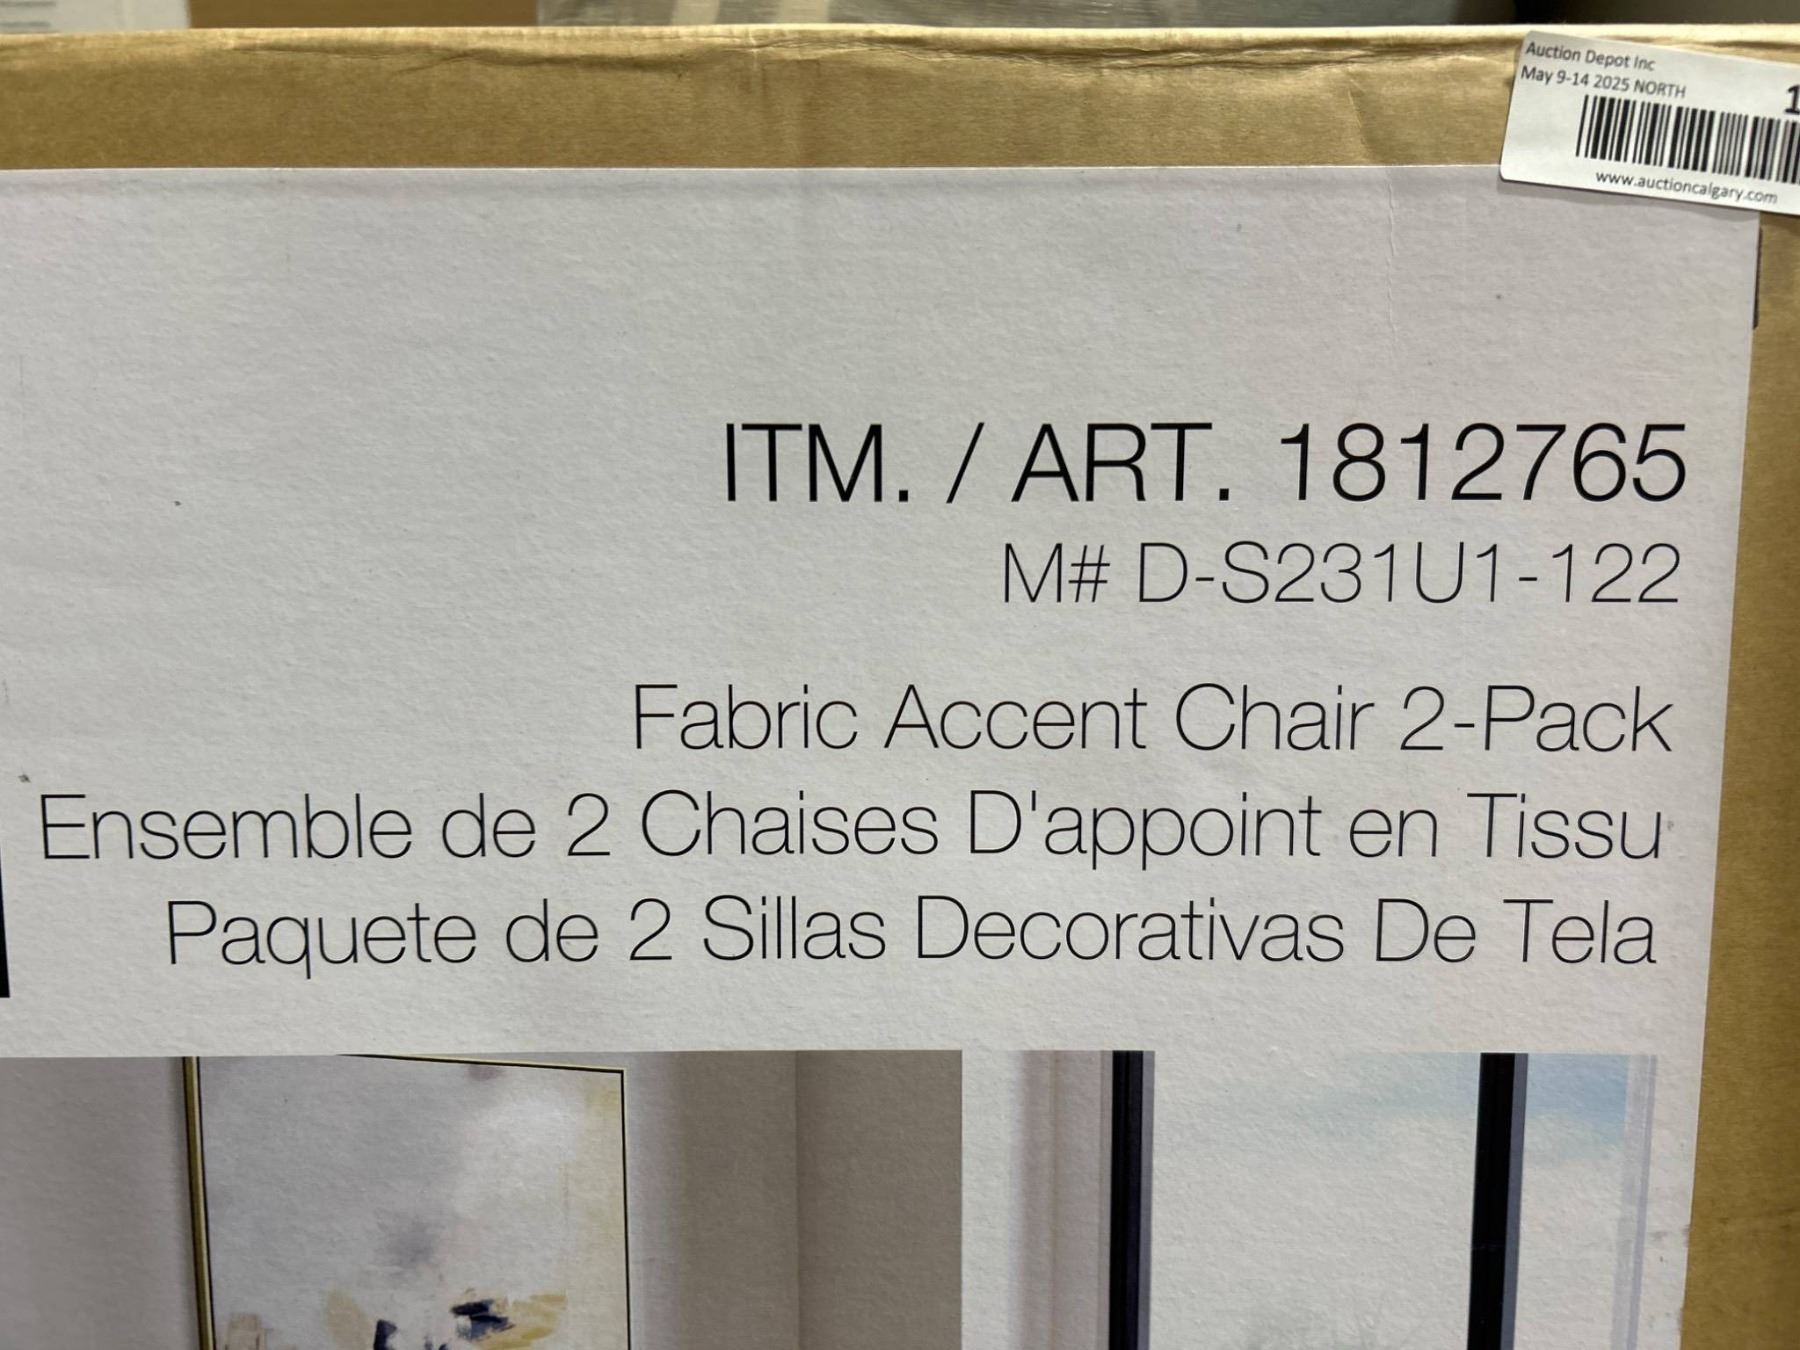 Auction Depot Inc
May 9-14 2025 NORTH
www.auctioncalgary.com
ITM. / ART. 1812765
M# D-S231U1-122
Fabric Accent Chair 2-Pack
Ensemble de 2 Chaises D'appoint en Tissu
Paquete de 2 Sillas Decorativas De Tela